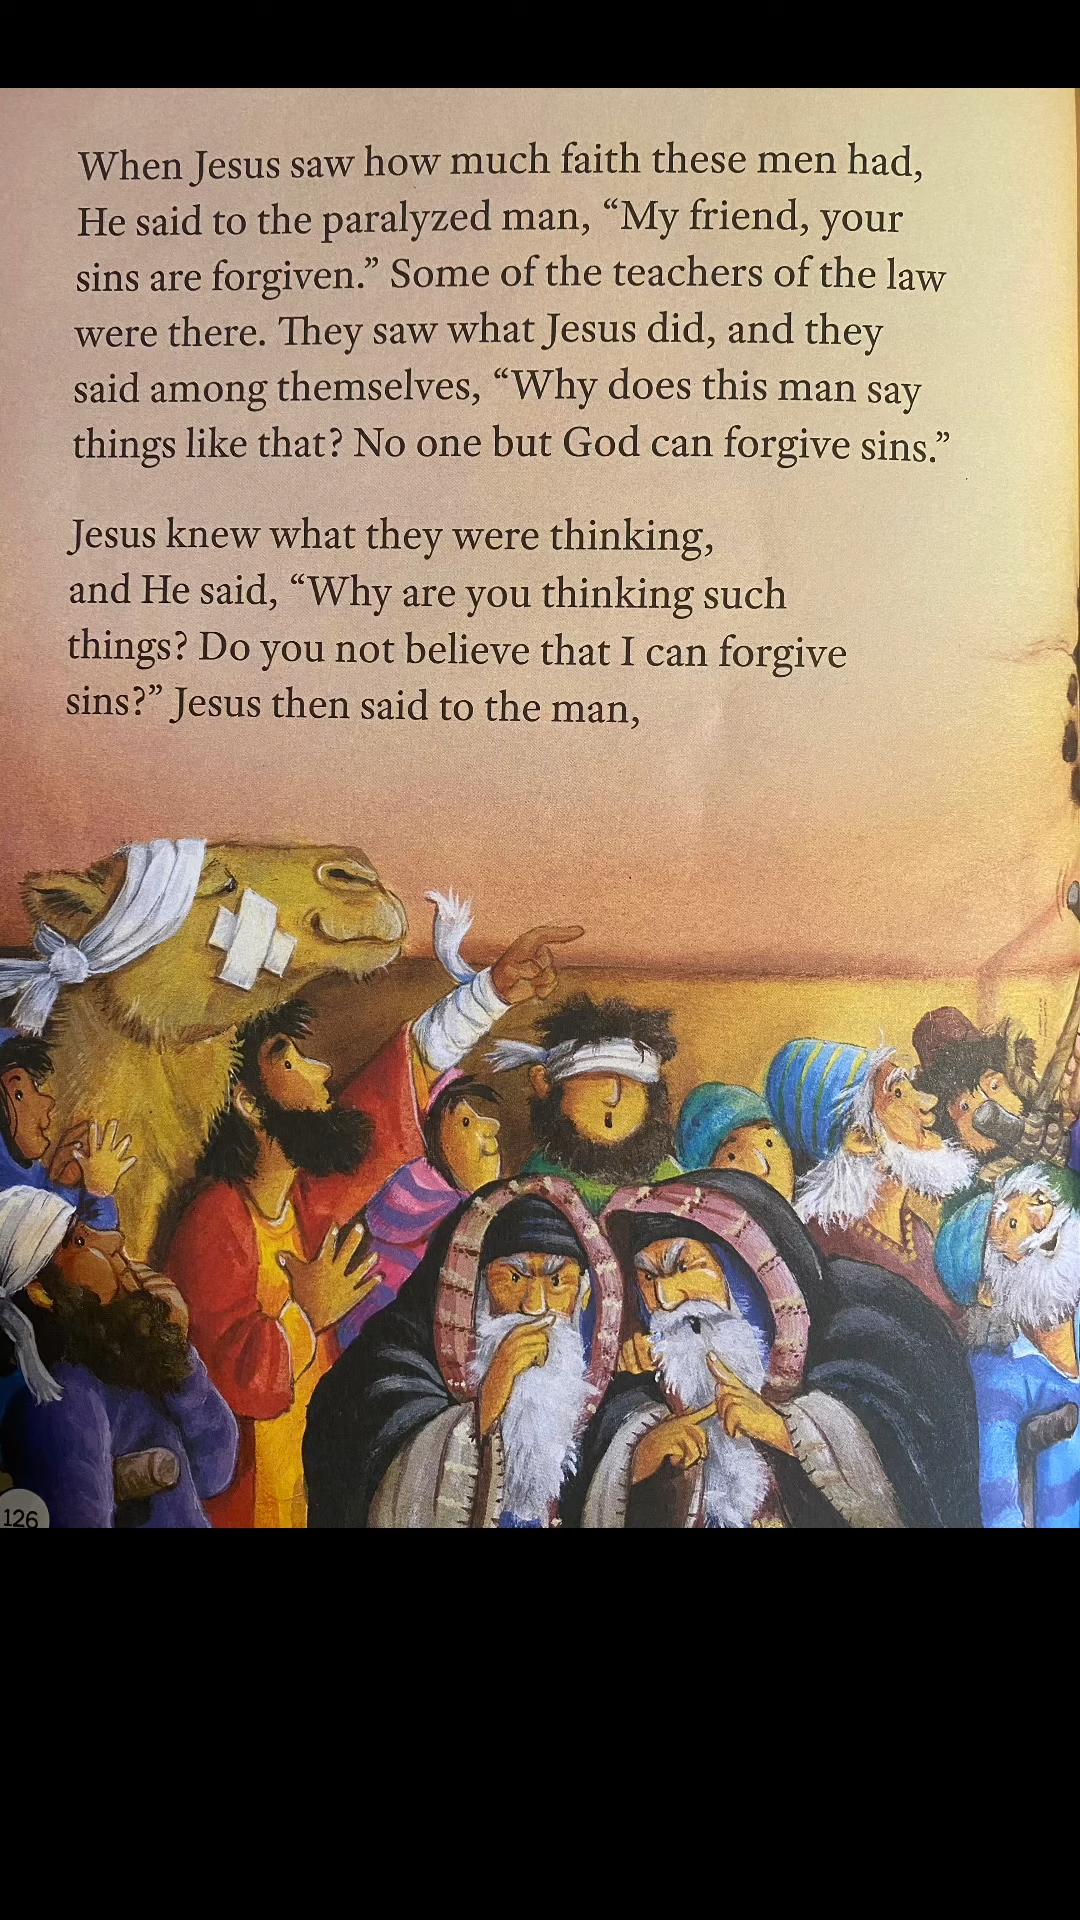 When Jesus saw how much faith these men had,
He said to the paralyzed man, “My friend, your
sins are forgiven.” Some of the teachers of the law
were there. They saw what Jesus did, and they
said among themselves, “Why does this man say
things like that? No one but God can forgive sins.”
Jesus knew what they were thinking,
and He said, “Why are you thinking such
things? Do you not believe that I can forgive
sins?” Jesus then said to the man,
126